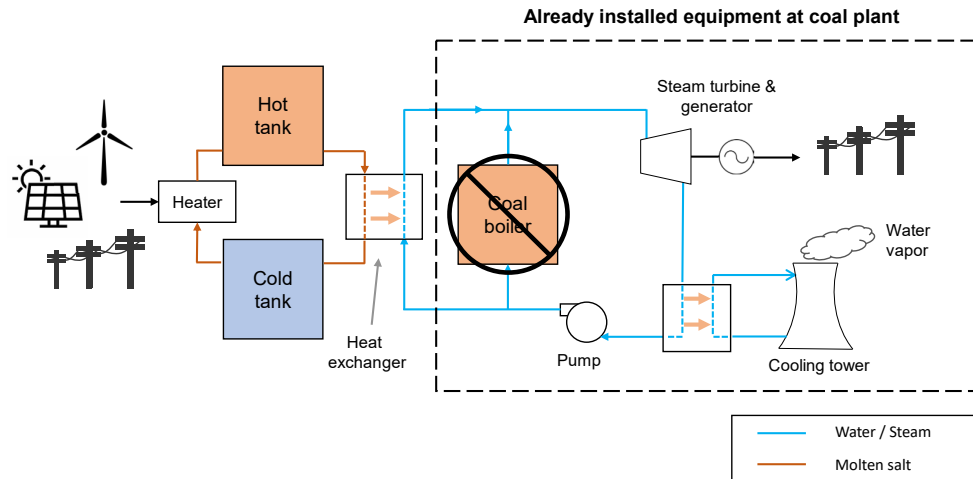 Already installed equipment at coal plant
Steam turbine &
generator
Hot
tank
Heater
Coal
boiler
Cold
tank
Water
vapor
Heat
exchanger
Pump
Cooling tower
Water / Steam
Molten salt